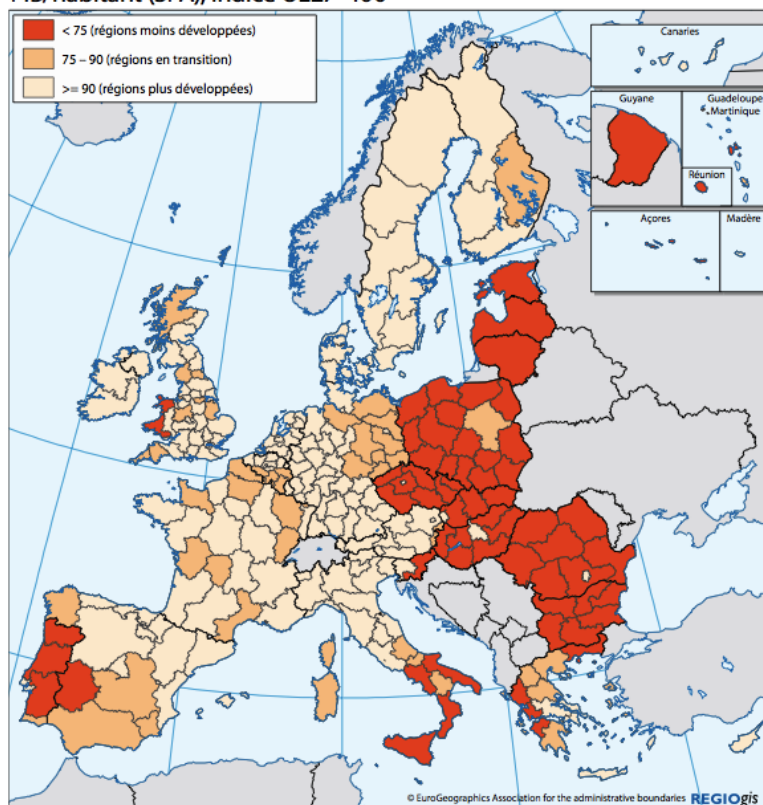 < 75 (régions moins développées)
75 – 90 (régions en transition)
>= 90 (régions plus développées)
Canaries
Guyane
Guadeloupe
Martinique
Réunion
Açores
Madère
© EuroGeographics Association for the administrative boundaries REGIOgis